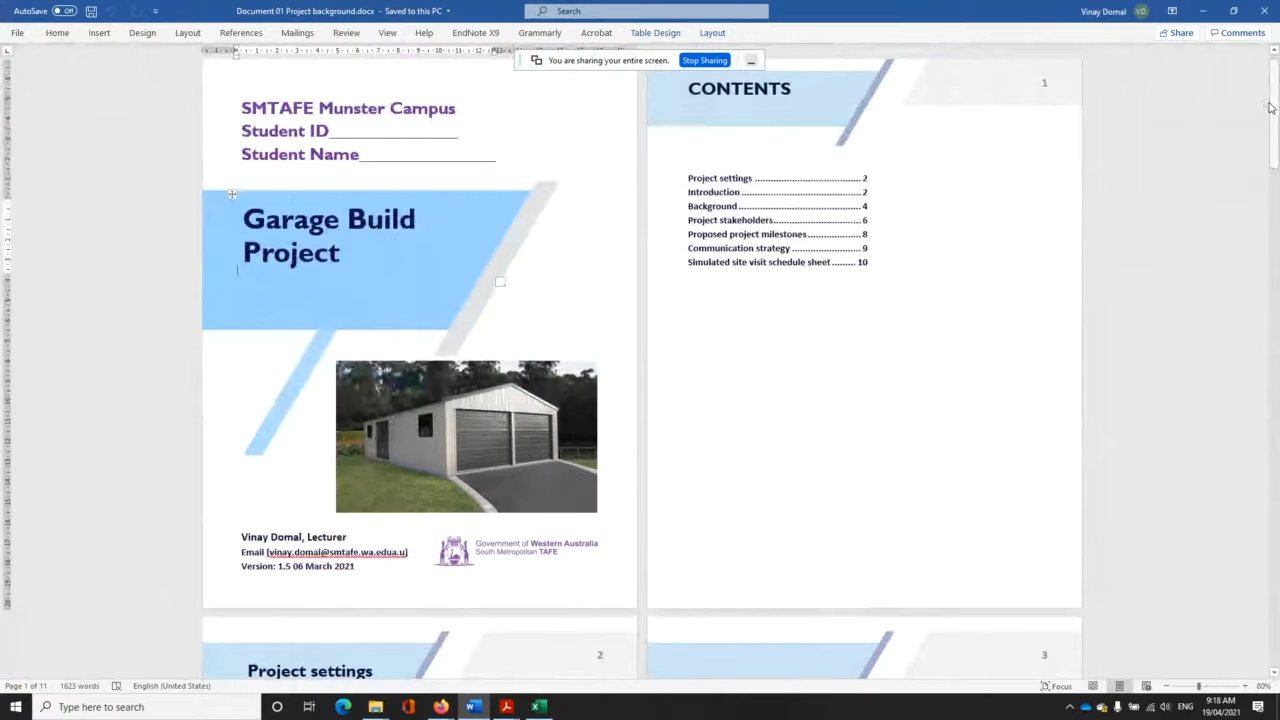 AutoSave Off
Document 01 Project background.docx - Saved to this PC
Search
Vinay Domal VD
File Home Insert Design Layout References Mailings Review View Help EndNote X9 Grammarly Acrobat Table Design Layout
Share Comments
You are sharing your entire screen. Stop Sharing
SMTAFE Munster Campus
Student ID_______________
Student Name________________
Garage Build
Project
Vinay Domal, Lecturer
Email [vinay.domal@smtafe.wa.edua.u]
Version: 1.5 06 March 2021
Government of Western Australia
South Metropolitan TAFE
1
CONTENTS
Project settings ................................... 2
Introduction ....................................... 2
Background ........................................ 4
Project stakeholders ............................ 6
Proposed project milestones ................ 8
Communication strategy ..................... 9
Simulated site visit schedule sheet ......... 10
2
Project settings
3
Page 1 of 11 1623 words English (United States)
Focus 80%
Type here to search
ENG
9:18 AM
19/04/2021